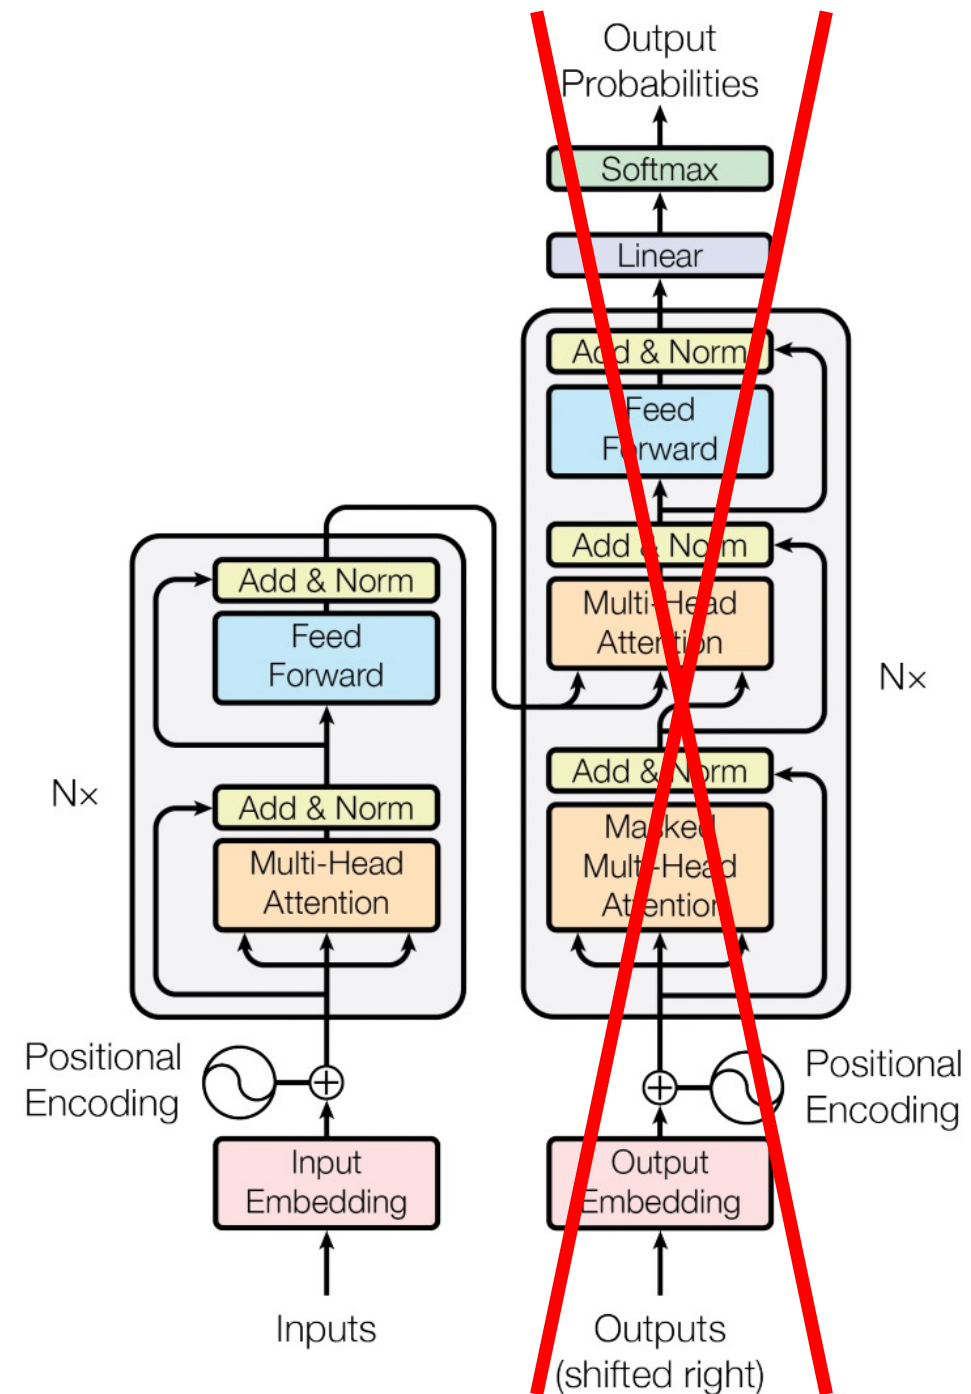 Output
Probabilities
Softmax
Linear
Add & Norm
Feed
Forward
Add & Norm
Multi-Head
Attention
Add & Norm
Masked
Multi-Head
Attention
Nx
Positional
Encoding
Output
Embedding
Outputs
(shifted right)
Add & Norm
Feed
Forward
Add & Norm
Multi-Head
Attention
Nx
Positional
Encoding
Input
Embedding
Inputs